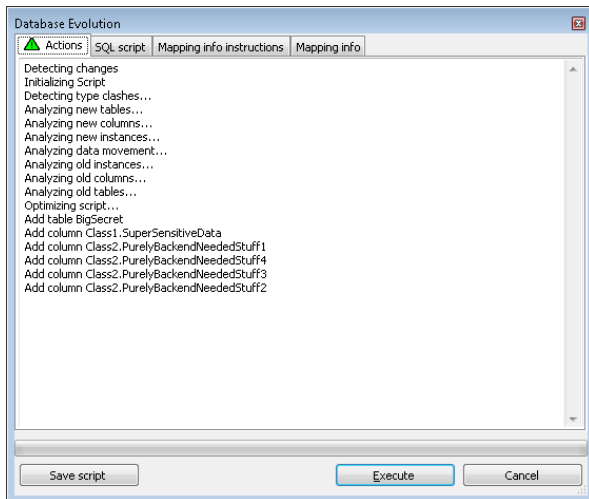 Database Evolution
Actions SQL script Mapping info instructions Mapping info
Detecting changes
Initializing Script
Detecting type clashes...
Analyzing new tables...
Analyzing new columns...
Analyzing new instances...
Analyzing data movement...
Analyzing old instances...
Analyzing old columns...
Analyzing old tables...
Optimizing script...
Add table BigSecret
Add column Class1.SuperSensitiveData
Add column Class2.PurelyBackendNeededStuff1
Add column Class2.PurelyBackendNeededStuff4
Add column Class2.PurelyBackendNeededStuff3
Add column Class2.PurelyBackendNeededStuff2
Save script Execute Cancel